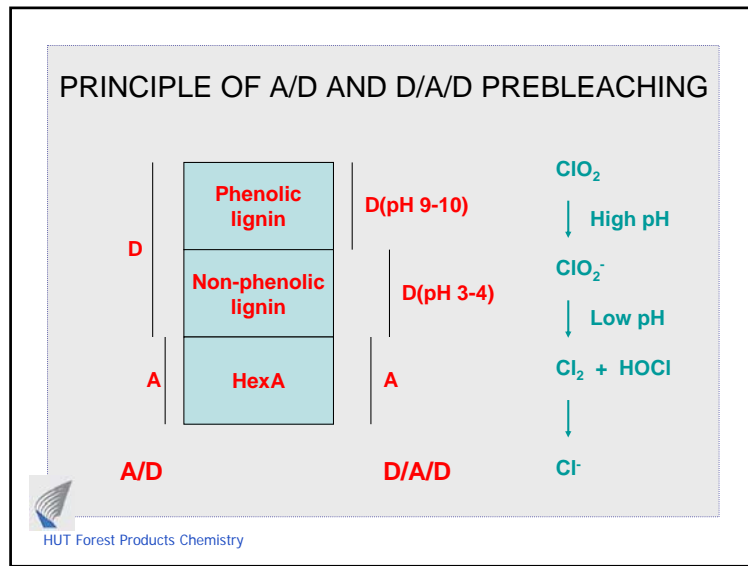 PRINCIPLE OF A/D AND D/A/D PREBLEACHING
D
Phenolic
lignin
D(pH 9-10)
Non-phenolic
lignin
D(pH 3-4)
A
HexA
A
A/D
D/A/D
ClO₂
High pH
ClO₂⁻
Low pH
Cl₂ + HOCl
Cl⁻
HUT Forest Products Chemistry